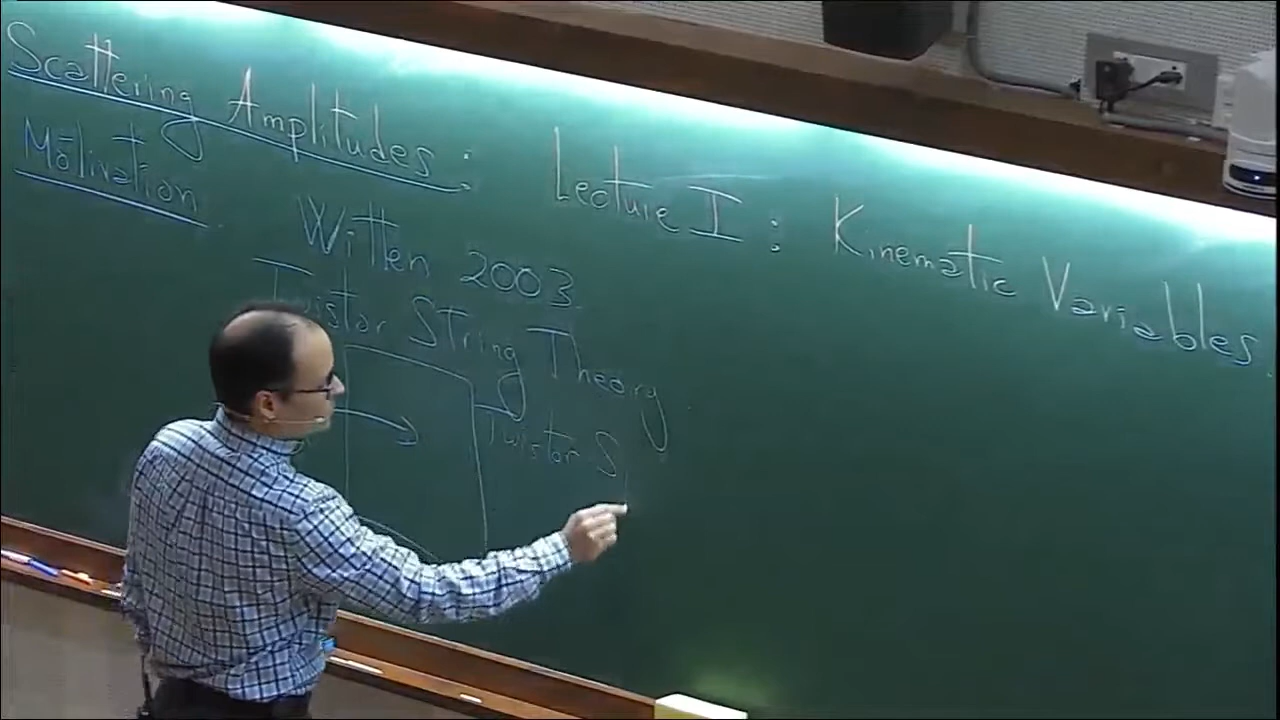 Scattering Amplitudes: Lecture I: Kinematic Variables.
Motivation
Witten 2003
Twistor String Theory
Twistor S